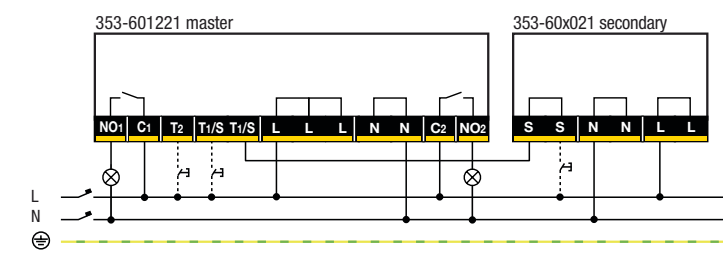 353-601221 master
353-60x021 secondary
NO1 C1 T2 T1/S T1/S L L L N N C2 NO2
S S N N L L
L
N